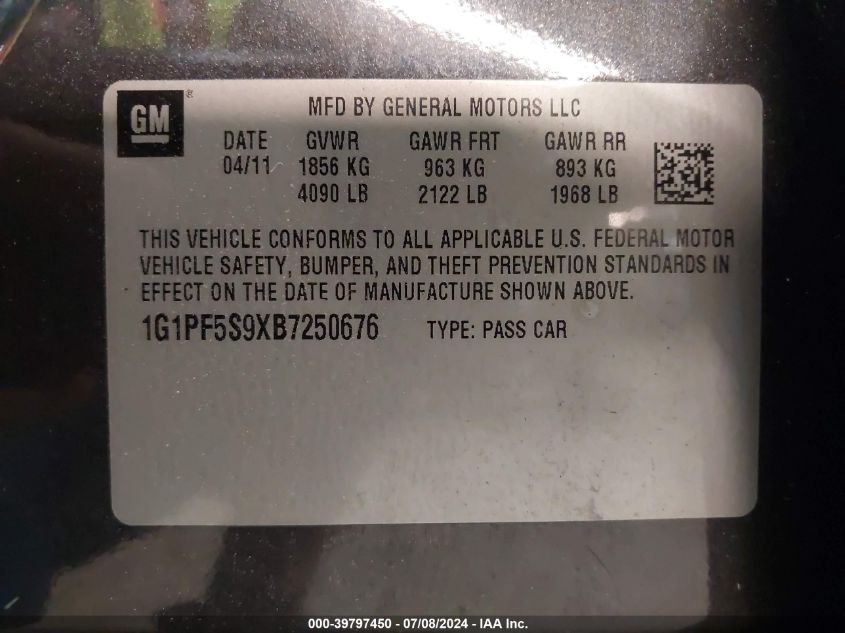 GM ®
MFD BY GENERAL MOTORS LLC
DATE GVWR GAWR FRT GAWR RR
04/11 1856 KG 963 KG 893 KG
4090 LB 2122 LB 1968 LB
THIS VEHICLE CONFORMS TO ALL APPLICABLE U.S. FEDERAL MOTOR
VEHICLE SAFETY, BUMPER, AND THEFT PREVENTION STANDARDS IN
EFFECT ON THE DATE OF MANUFACTURE SHOWN ABOVE.
1G1PF5S9XB7250676 TYPE: PASS CAR
000-39797450 - 07/08/2024 - IAA Inc.